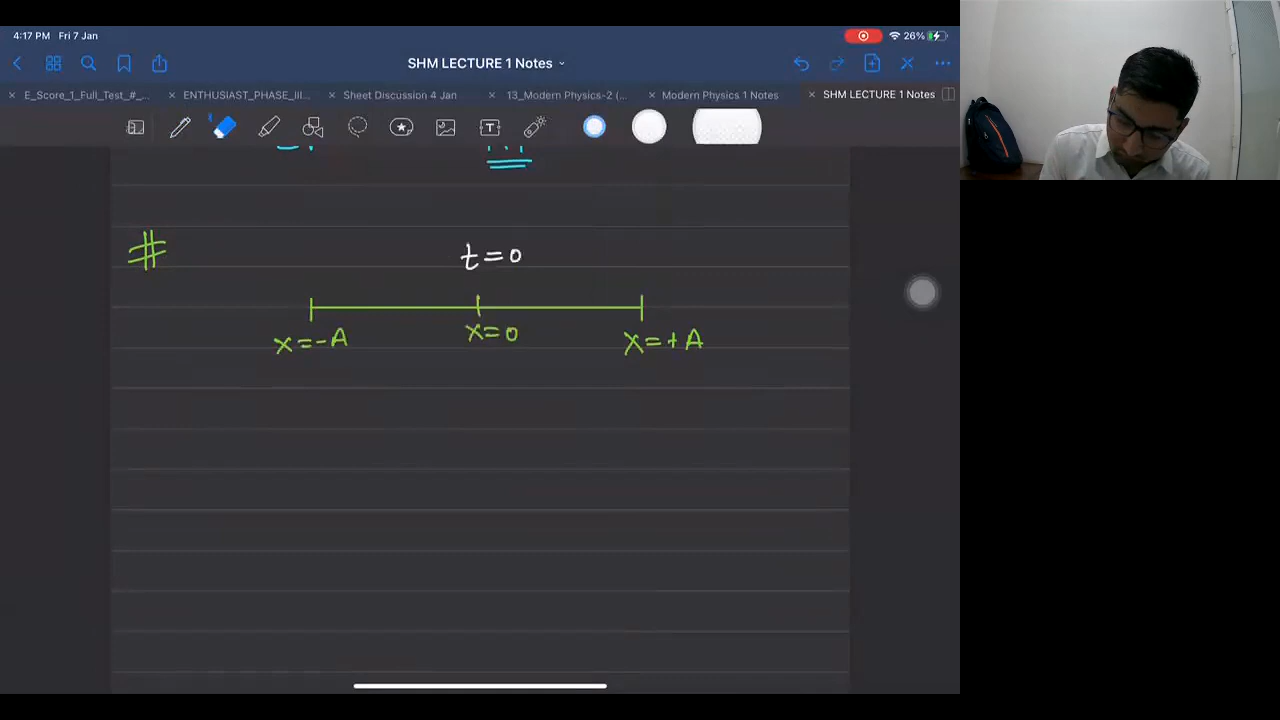 4:17 PM Fri 7 Jan
26%
SHM LECTURE 1 Notes
E_Score_1_Full_Test_#_...
ENTHUSIAST_PHASE_III...
Sheet Discussion 4 Jan
13_Modern Physics-2 (...
Modern Physics 1 Notes
SHM LECTURE 1 Notes
#
t=0
x=-A
x=0
x=+A